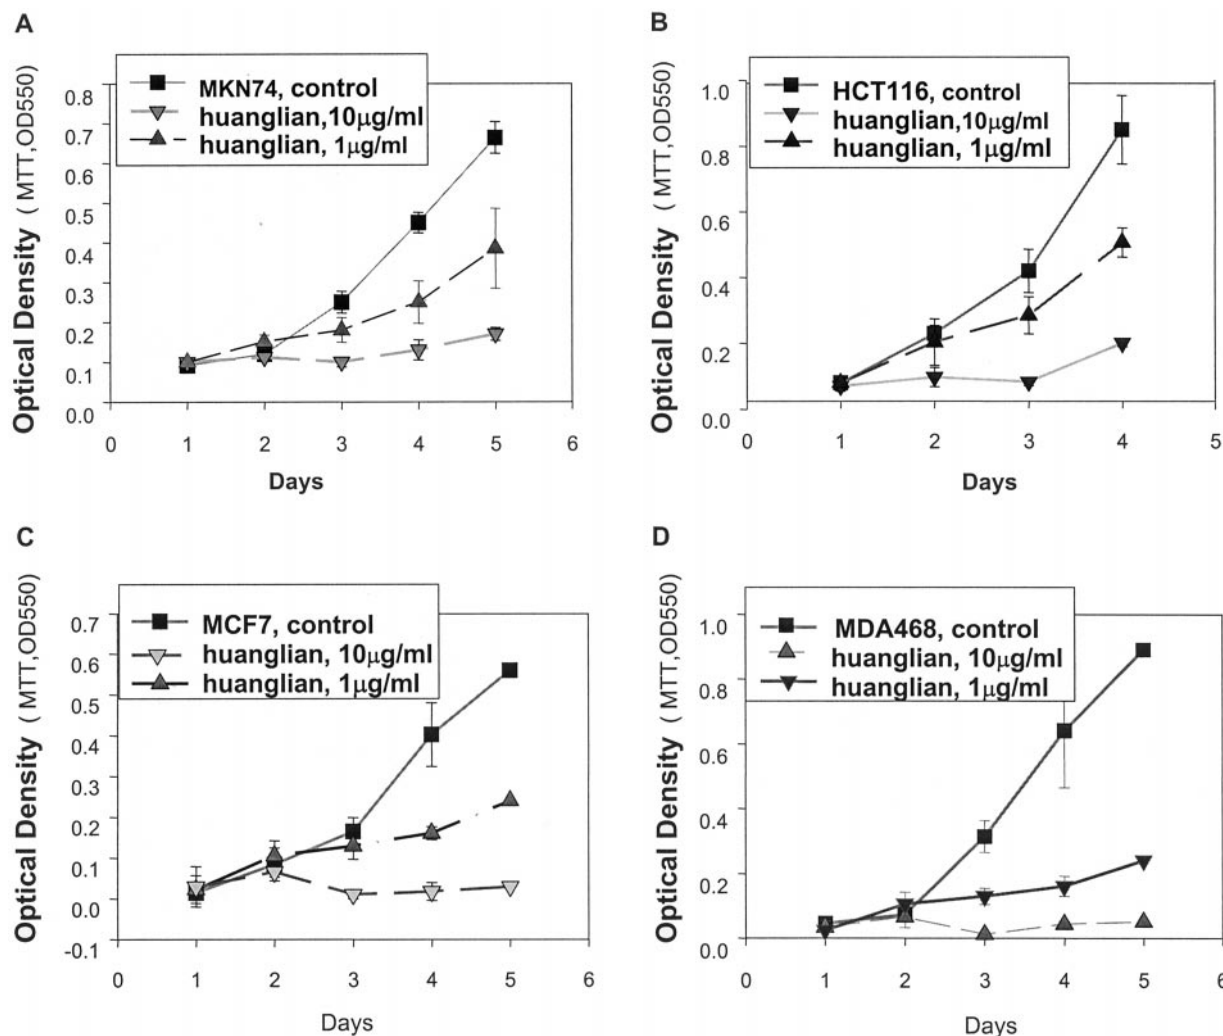 A
MKN74, control
huanglian,10μg/ml
huanglian, 1μg/ml
Optical Density ( MTT,OD550)
0.8
0.7
0.6
0.5
0.4
0.3
0.2
0.1
0.0
0 1 2 3 4 5 6
Days
B
HCT116, control
huanglian,10μg/ml
huanglian, 1μg/ml
Optical Density ( MTT,OD550)
1.0
0.8
0.6
0.4
0.2
0.0
0 1 2 3 4 5
Days
C
MCF7, control
huanglian, 10μg/ml
huanglian, 1μg/ml
Optical Density ( MTT,OD550)
0.7
0.6
0.5
0.4
0.3
0.2
0.1
0.0
-0.1
0 1 2 3 4 5 6
Days
D
MDA468, control
huanglian, 10μg/ml
huanglian, 1μg/ml
Optical Density ( MTT,OD550)
1.0
0.8
0.6
0.4
0.2
0.0
0 1 2 3 4 5 6
Days